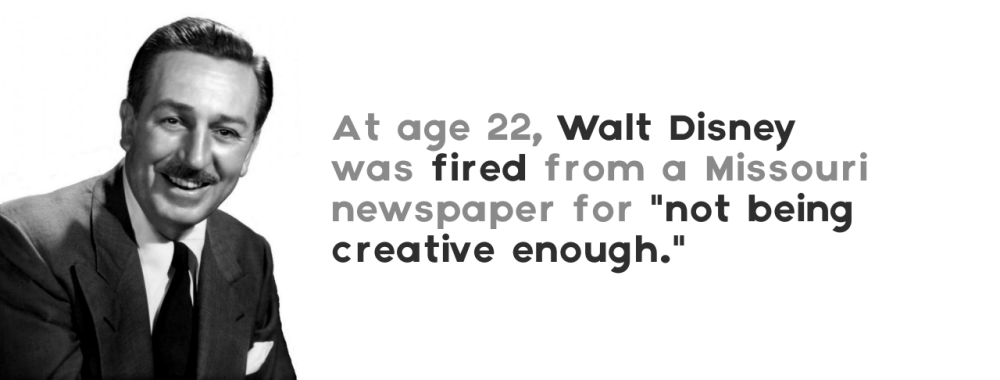 At age 22, Walt Disney
was fired from a Missouri
newspaper for "not being
creative enough."